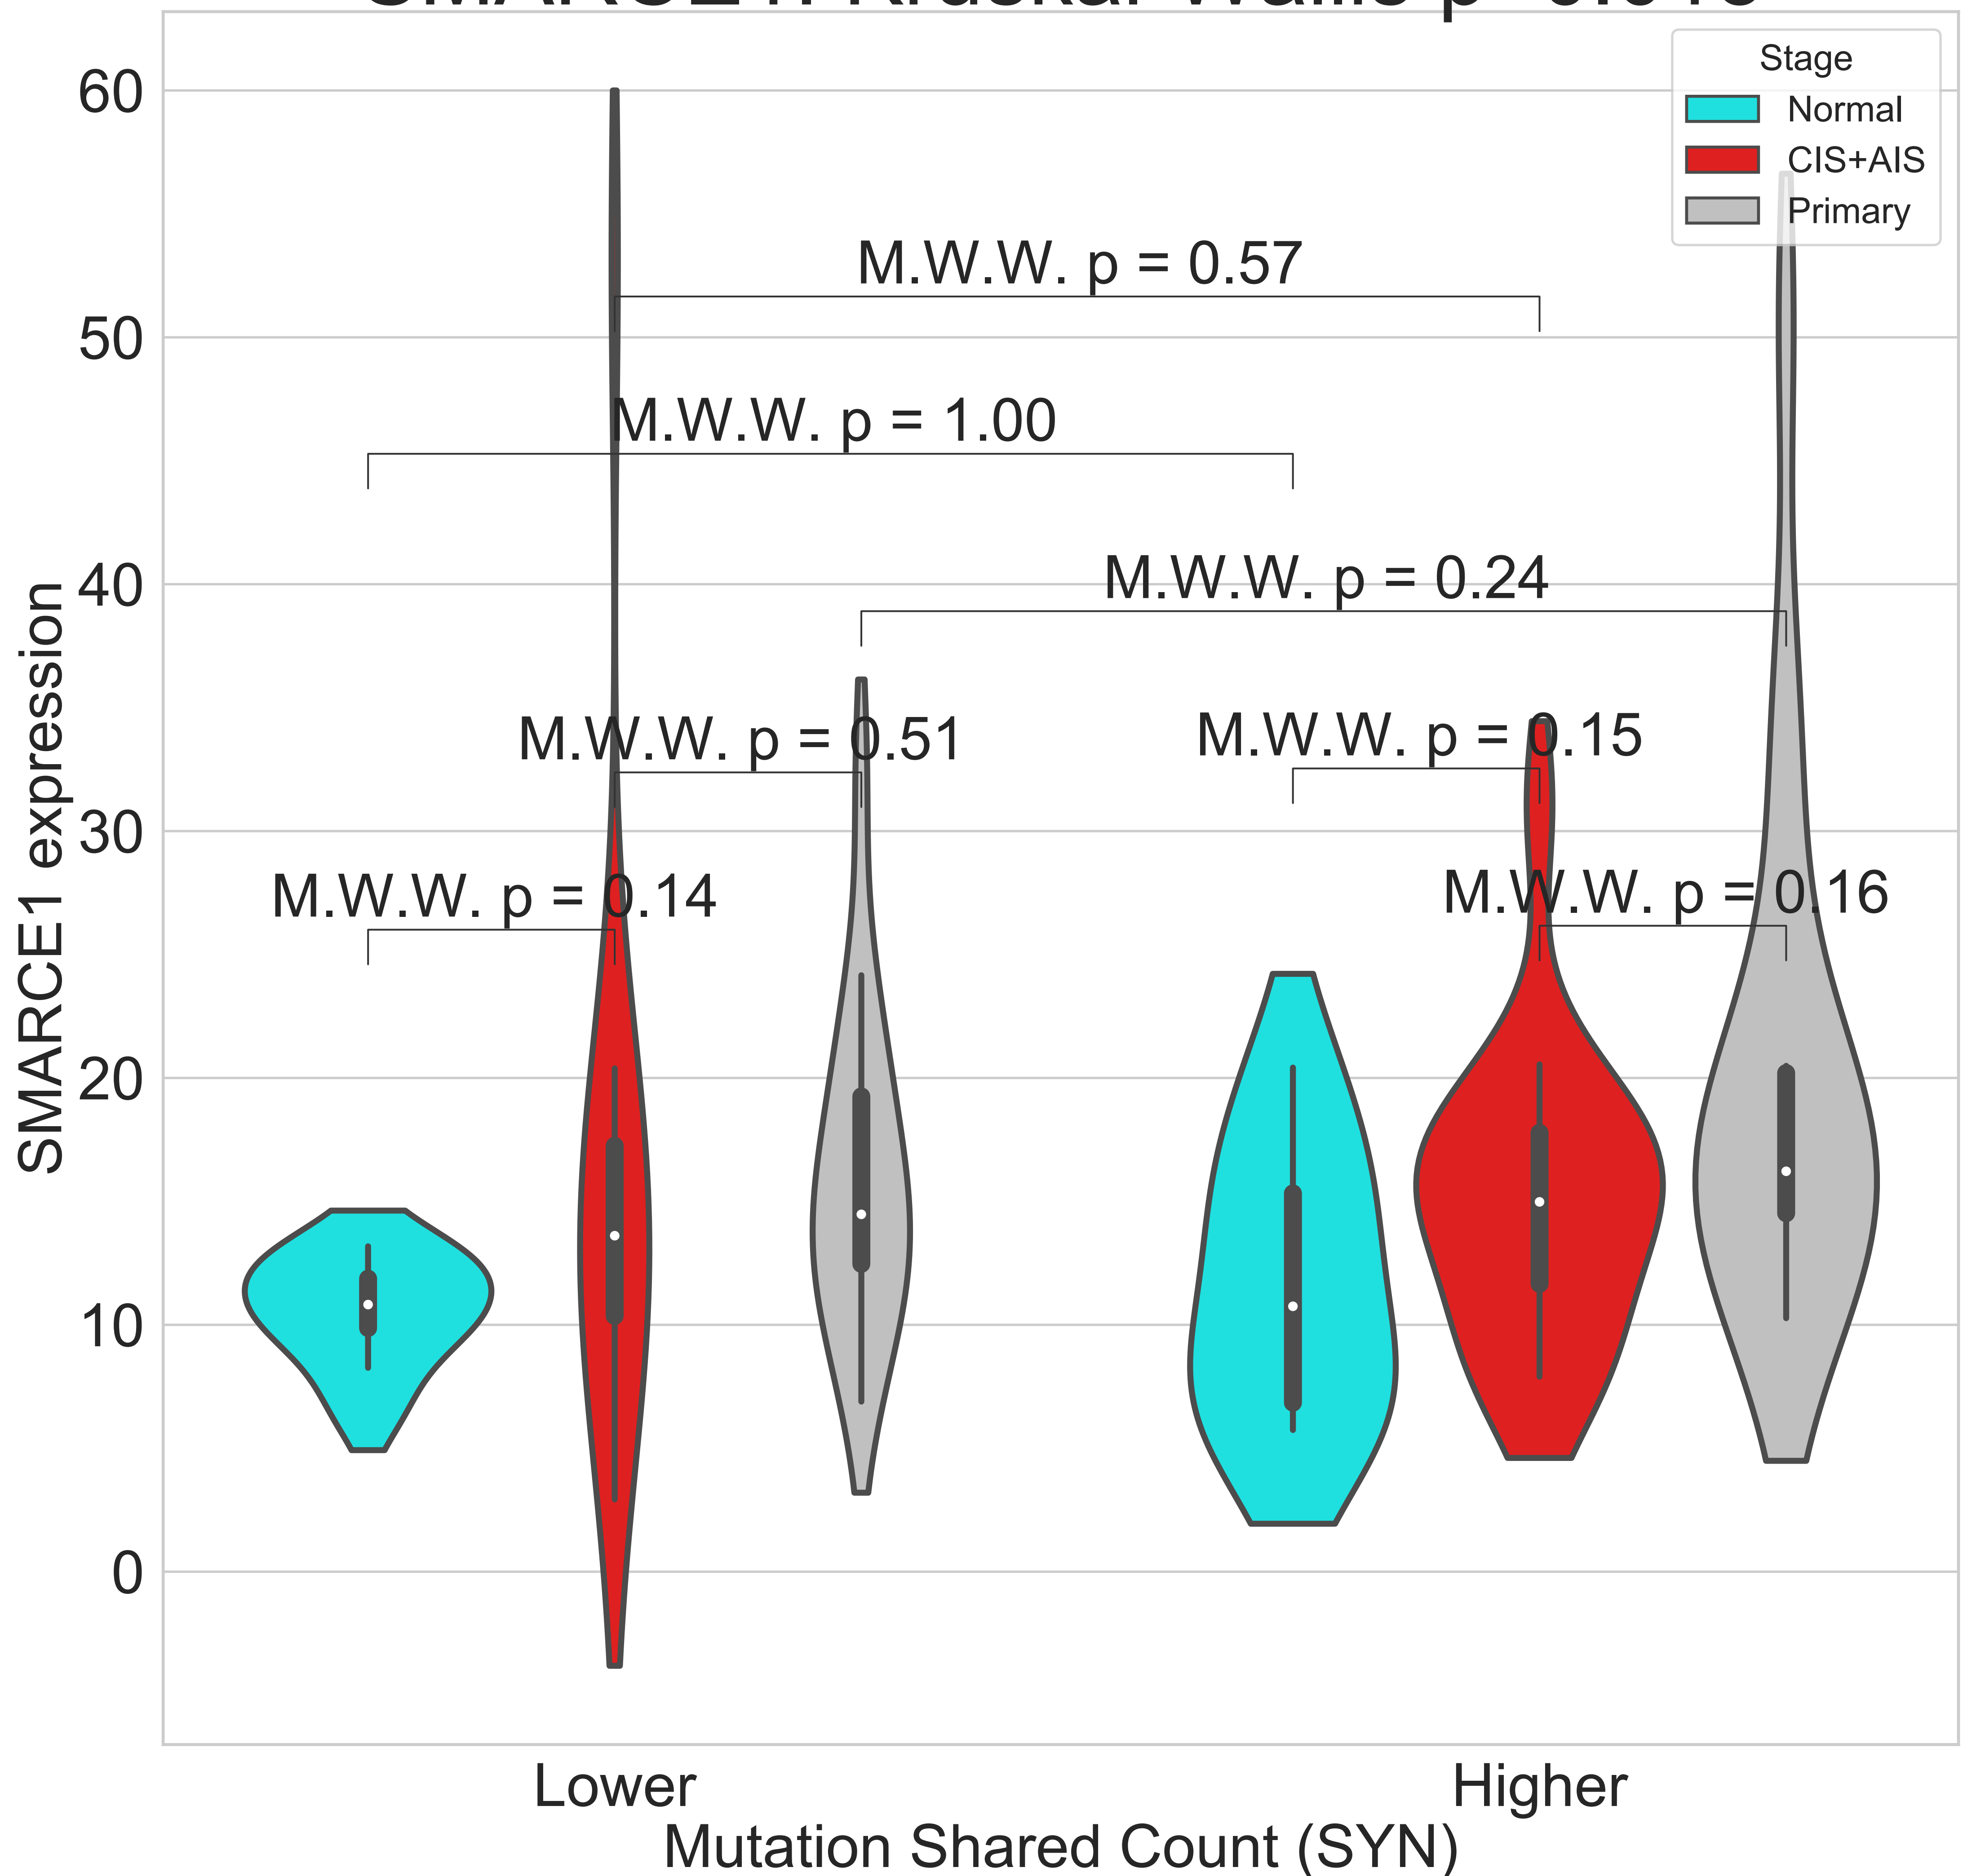 Stage
Normal
CIS+AIS
Primary
60
50
40
30
20
10
0
SMARCE1 expression
M.W.W. p = 0.57
M.W.W. p = 1.00
M.W.W. p = 0.24
M.W.W. p = 0.51
M.W.W. p = 0.15
M.W.W. p = 0.14
M.W.W. p = 0.16
Lower
Higher
Mutation Shared Count (SYN)